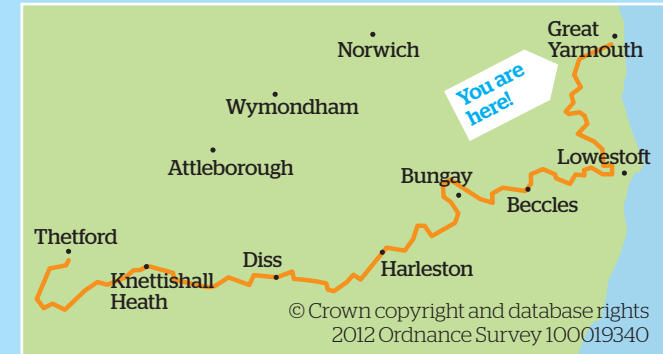 Great
Yarmouth
Norwich
You are
here!
Wymondham
Attleborough
Lowestoft
Bungay
Beccles
Thetford
Diss
Harleston
Knettishall
Heath
© Crown copyright and database rights
2012 Ordnance Survey 100019340